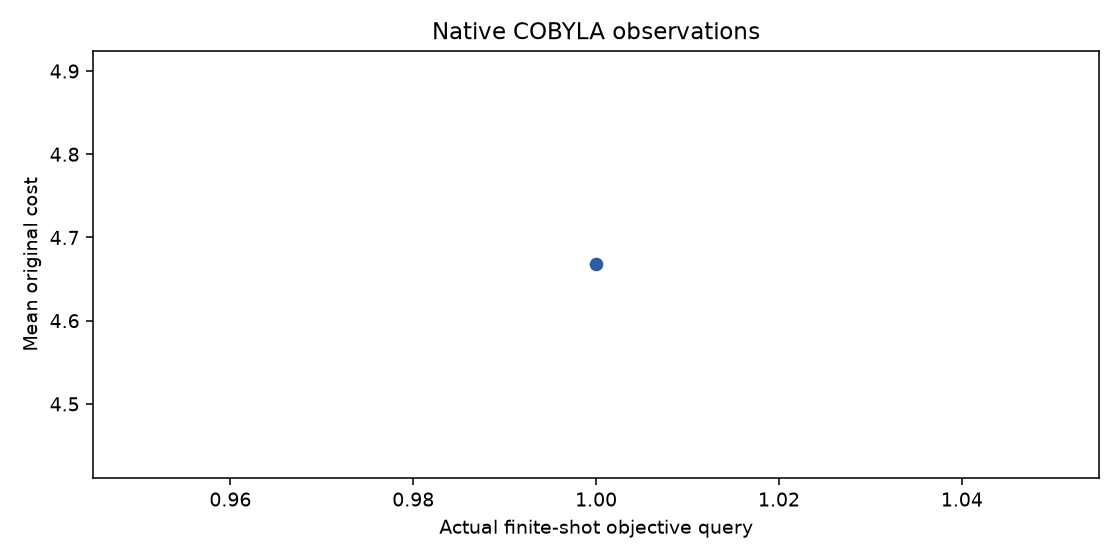 Native COBYLA observations
Mean original cost
4.9
4.8
4.7
4.6
4.5
0.96 0.98 1.00 1.02 1.04
Actual finite-shot objective query